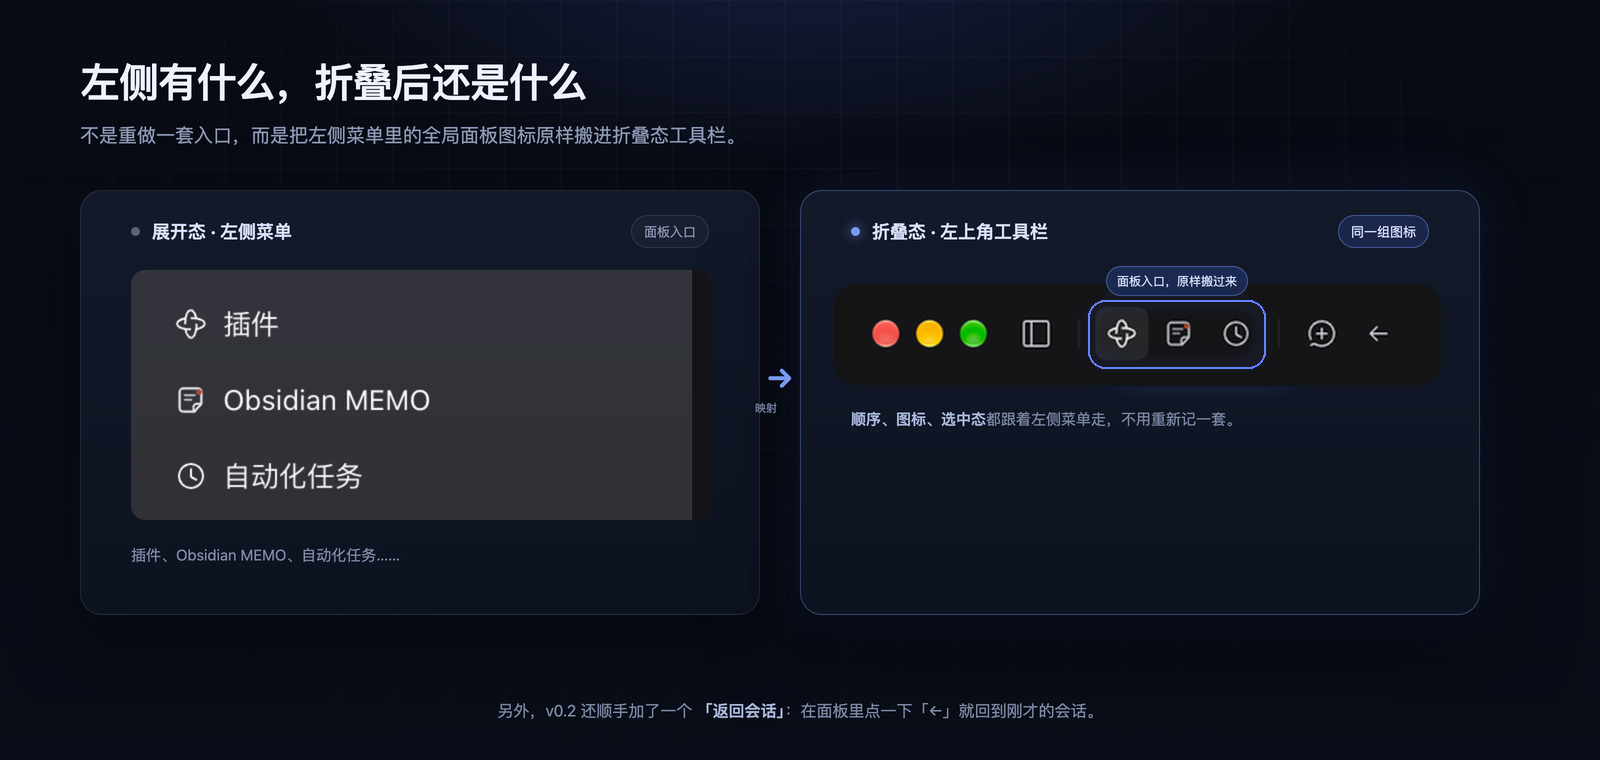 左侧有什么，折叠后还是什么
不是重做一套入口，而是把左侧菜单里的全局面板图标原样搬进折叠态工具栏。
展开态 · 左侧菜单
面板入口
插件
Obsidian MEMO
自动化任务
插件、Obsidian MEMO、自动化任务……
映射
折叠态 · 左上角工具栏
同一组图标
面板入口，原样搬过来
顺序、图标、选中态都跟着左侧菜单走，不用重新记一套。
另外，v0.2 还顺手加了一个「返回会话」：在面板里点一下「←」就回到刚才的会话。